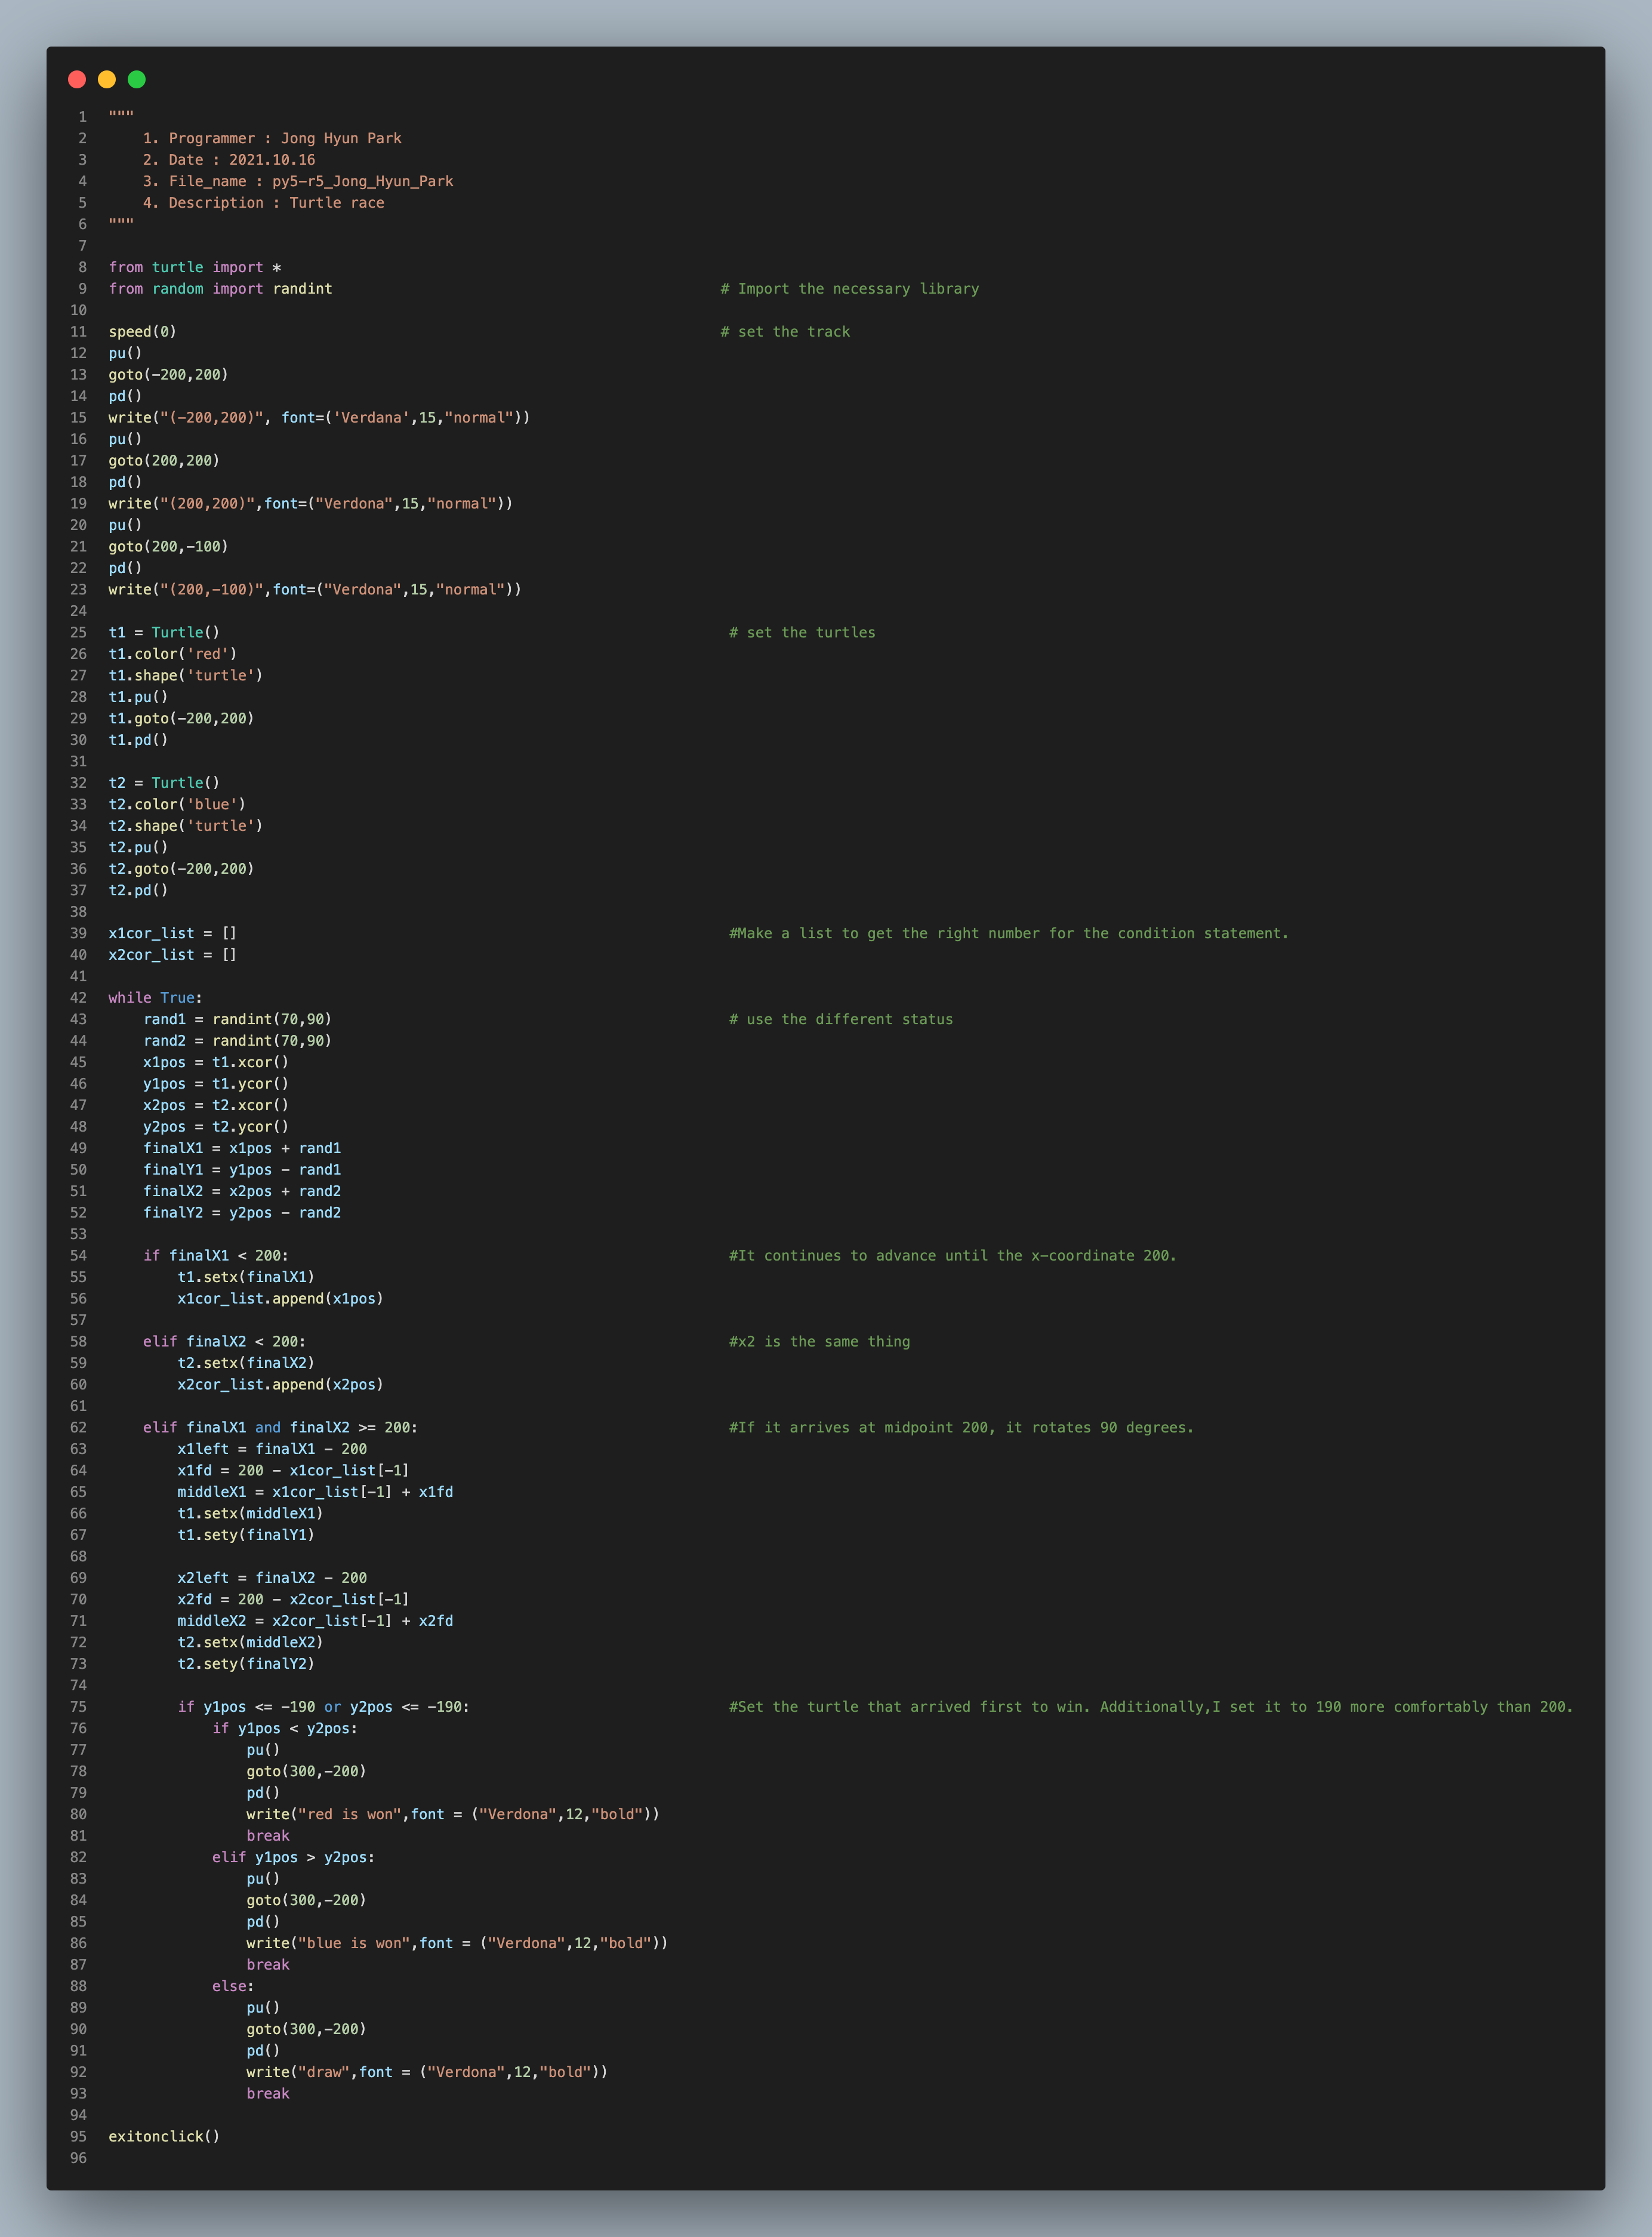 1 """
2     1. Programmer : Jong Hyun Park
3     2. Date : 2021.10.16
4     3. File_name : py5-r5_Jong_Hyun_Park
5     4. Description : Turtle race
6 """
7
8 from turtle import *
9 from random import randint # Import the necessary library
10
11 speed(0) # set the track
12 pu()
13 goto(-200,200)
14 pd()
15 write("(-200,200)", font=('Verdana',15,"normal"))
16 pu()
17 goto(200,200)
18 pd()
19 write("(200,200)",font=("Verdona",15,"normal"))
20 pu()
21 goto(200,-100)
22 pd()
23 write("(200,-100)",font=("Verdona",15,"normal"))
24
25 t1 = Turtle() # set the turtles
26 t1.color('red')
27 t1.shape('turtle')
28 t1.pu()
29 t1.goto(-200,200)
30 t1.pd()
31
32 t2 = Turtle()
33 t2.color('blue')
34 t2.shape('turtle')
35 t2.pu()
36 t2.goto(-200,200)
37 t2.pd()
38
39 x1cor_list = [] #Make a list to get the right number for the condition statement.
40 x2cor_list = []
41
42 while True:
43     rand1 = randint(70,90) # use the different status
44     rand2 = randint(70,90)
45     x1pos = t1.xcor()
46     y1pos = t1.ycor()
47     x2pos = t2.xcor()
48     y2pos = t2.ycor()
49     finalX1 = x1pos + rand1
50     finalY1 = y1pos - rand1
51     finalX2 = x2pos + rand2
52     finalY2 = y2pos - rand2
53
54     if finalX1 < 200: #It continues to advance until the x-coordinate 200.
55         t1.setx(finalX1)
56         x1cor_list.append(x1pos)
57
58     elif finalX2 < 200: #x2 is the same thing
59         t2.setx(finalX2)
60         x2cor_list.append(x2pos)
61
62     elif finalX1 and finalX2 >= 200: #If it arrives at midpoint 200, it rotates 90 degrees.
63         x1left = finalX1 - 200
64         x1fd = 200 - x1cor_list[-1]
65         middleX1 = x1cor_list[-1] + x1fd
66         t1.setx(middleX1)
67         t1.sety(finalY1)
68
69         x2left = finalX2 - 200
70         x2fd = 200 - x2cor_list[-1]
71         middleX2 = x2cor_list[-1] + x2fd
72         t2.setx(middleX2)
73         t2.sety(finalY2)
74
75         if y1pos <= -190 or y2pos <= -190: #Set the turtle that arrived first to win. Additionally,I set it to 190 more comfortably than 200.
76             if y1pos < y2pos:
77                 pu()
78                 goto(300,-200)
79                 pd()
80                 write("red is won",font = ("Verdona",12,"bold"))
81                 break
82             elif y1pos > y2pos:
83                 pu()
84                 goto(300,-200)
85                 pd()
86                 write("blue is won",font = ("Verdona",12,"bold"))
87                 break
88             else:
89                 pu()
90                 goto(300,-200)
91                 pd()
92                 write("draw",font = ("Verdona",12,"bold"))
93                 break
94
95 exitonclick()
96